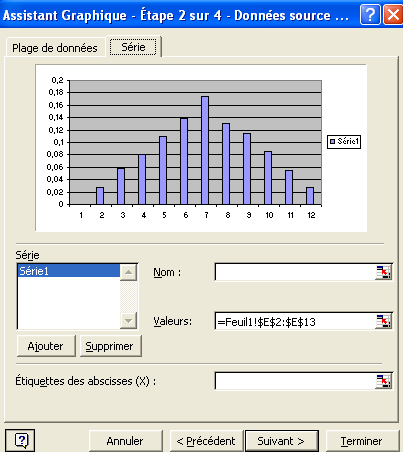 Assistant Graphique - Étape 2 sur 4 - Données source ...
Plage de données Série
0,2
0,18
0,16
0,14
0,12
0,1
0,08
0,06
0,04
0,02
0
1 2 3 4 5 6 7 8 9 10 11 12
Série1
Série
Série1
Nom :
Valeurs: =Feuil1!$E$2:$E$13
Ajouter Supprimer
Étiquettes des abscisses (X) :
Annuler < Précédent Suivant > Terminer